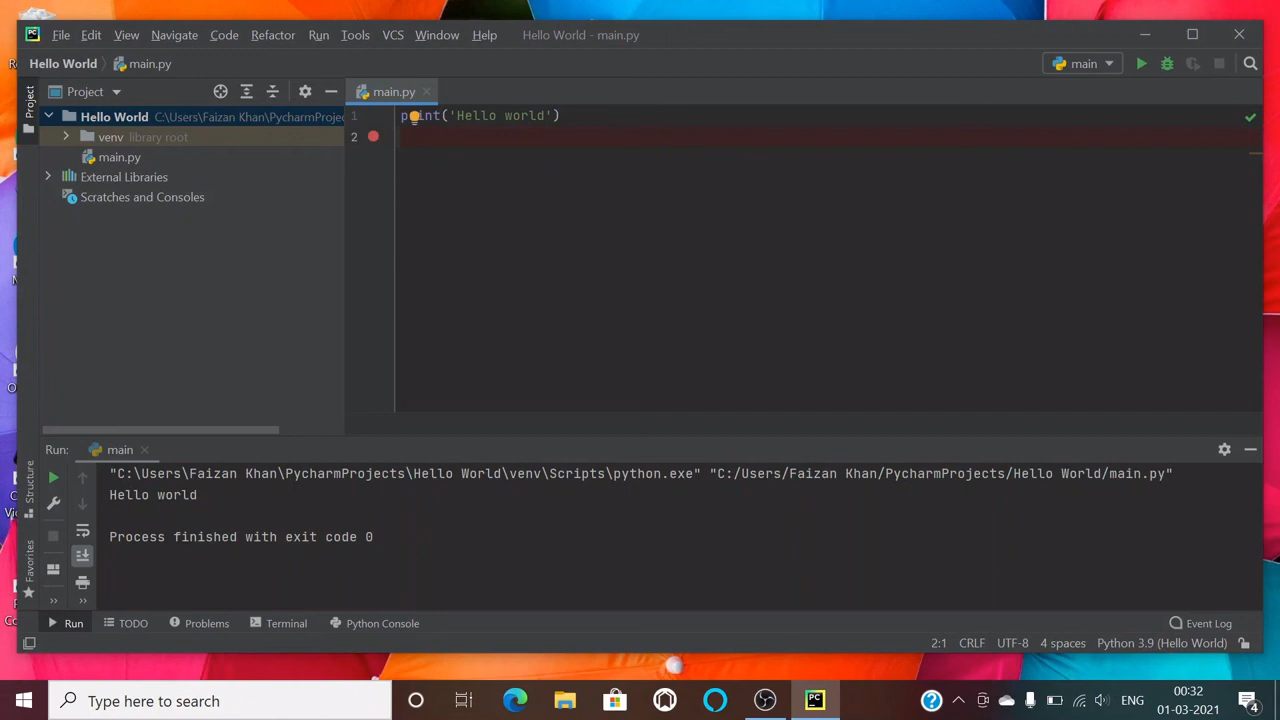 File Edit View Navigate Code Refactor Run Tools VCS Window Help Hello World - main.py
Hello World main.py main
Project main.py
Hello World C:\Users\Faizan Khan\PycharmProjec
venv library root
main.py
External Libraries
Scratches and Consoles
1 print('Hello world')
2
Project
Structure
Favorites
Run: main
"C:\Users\Faizan Khan\PycharmProjects\Hello World\venv\Scripts\python.exe" "C:/Users/Faizan Khan/PycharmProjects/Hello World/main.py"
Hello world
Process finished with exit code 0
Run TODO Problems Terminal Python Console Event Log
2:1 CRLF UTF-8 4 spaces Python 3.9 (Hello World)
Type here to search
ENG 00:32
01-03-2021
4